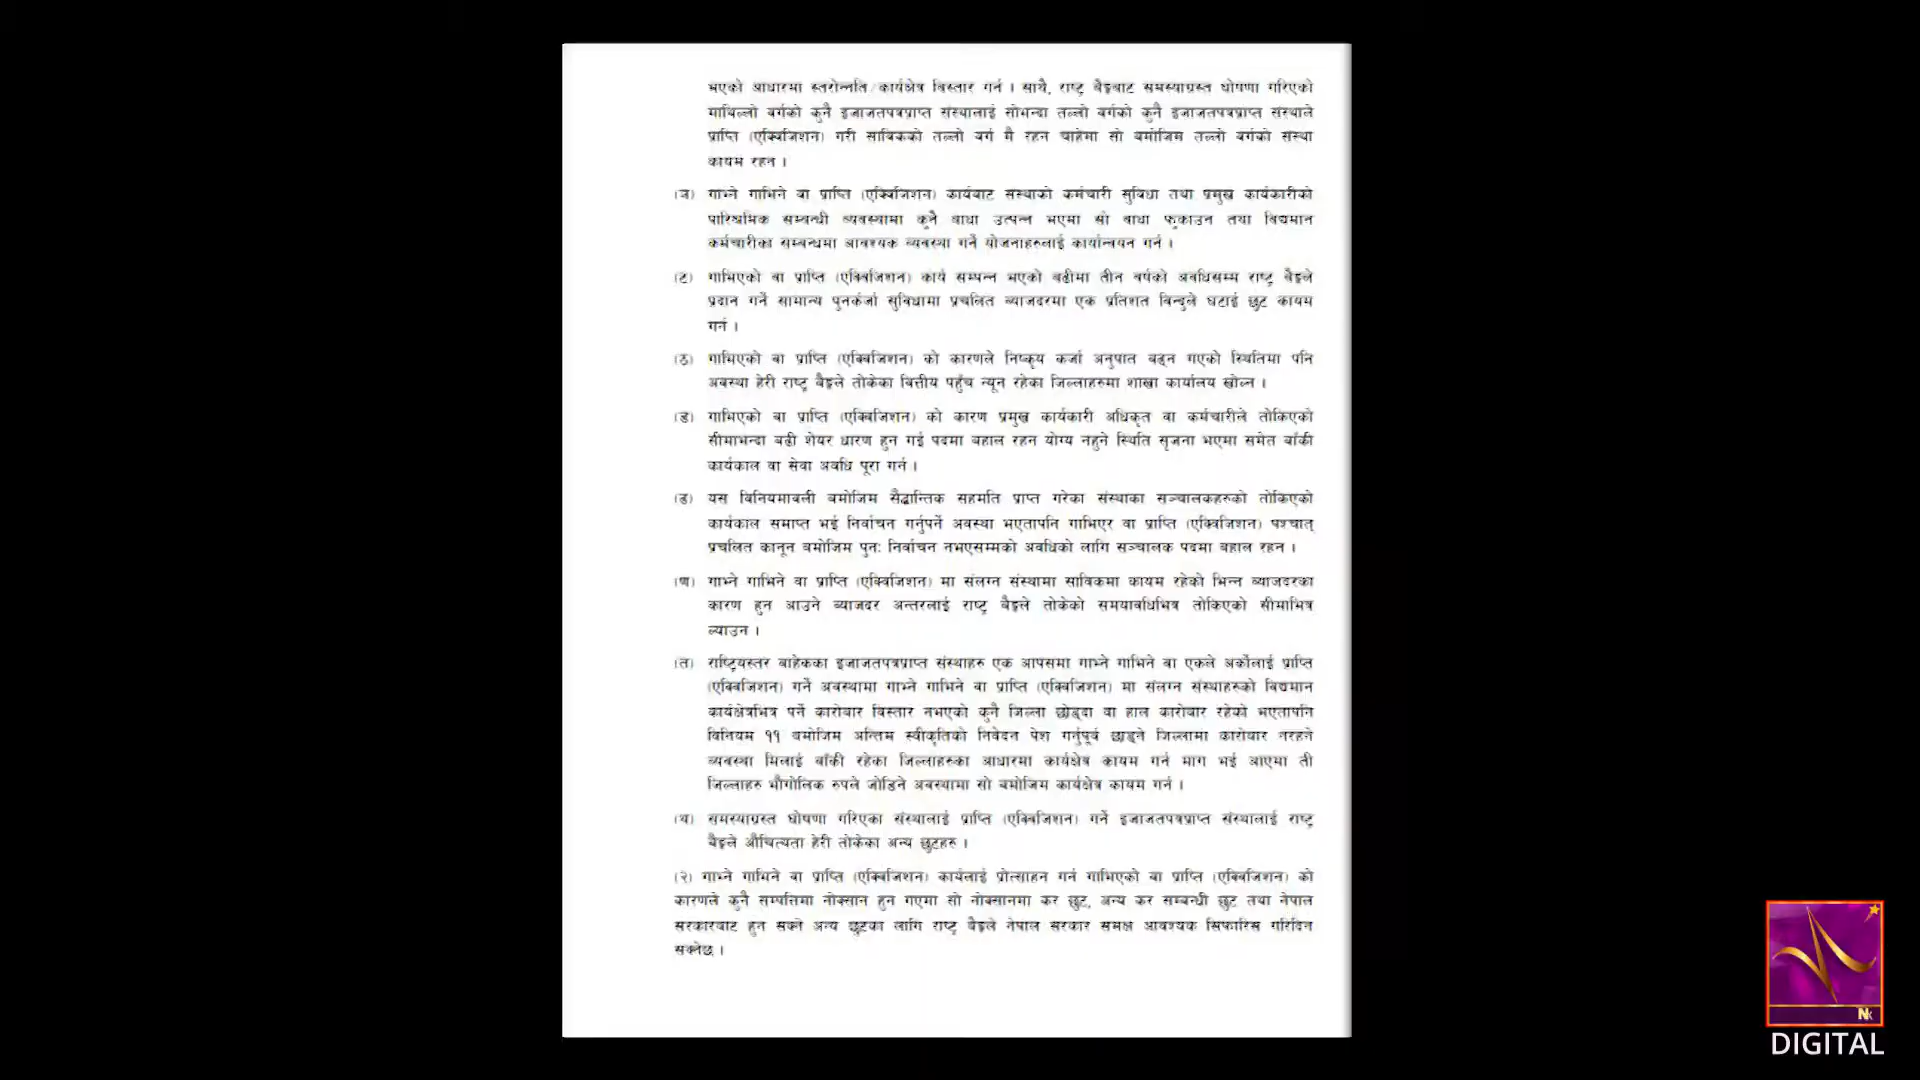 भएको आधारमा स्तरोन्नति/कार्यक्षेत्र विस्तार गर्न । साथै, राष्ट्र बैङ्कबाट समस्याग्रस्त घोषणा गरिएको
माथिल्लो वर्गको कुनै इजाजतपत्रप्राप्त संस्थालाई सोभन्दा तल्लो वर्गको कुनै इजाजतपत्रप्राप्त संस्थाले
प्राप्ति (एक्विजिशन) गरी साविकको तल्लो वर्ग मै रहन चाहेमा सो बमोजिम तल्लो वर्गको संस्था
कायम रहन ।
(ञ) गाभ्ने गाभिने वा प्राप्ति (एक्विजिशन) कार्यबाट संस्थाको कर्मचारी सुविधा तथा प्रमुख कार्यकारीको
पारिश्रमिक सम्बन्धी व्यवस्थामा कुनै बाधा उत्पन्न भएमा सो बाधा फुकाउन तथा विद्यमान
कर्मचारीका सम्बन्धमा आवश्यक व्यवस्था गर्ने योजनाहरुलाई कार्यान्वयन गर्न ।
(ट) गाभिएको वा प्राप्ति (एक्विजिशन) कार्य सम्पन्न भएको बढीमा तीन वर्षको अवधिसम्म राष्ट्र बैङ्कले
प्रदान गर्ने सामान्य पुनर्कर्जा सुविधामा प्रचलित ब्याजदरमा एक प्रतिशत विन्दुले घटाई छुट कायम
गर्न ।
(ठ) गाभिएको वा प्राप्ति (एक्विजिशन) को कारणले निष्कृय कर्जा अनुपात बढ्न गएको स्थितिमा पनि
अवस्था हेरी राष्ट्र बैङ्कले तोकेका वित्तीय पहुँच न्यून रहेका जिल्लाहरुमा शाखा कार्यालय खोल्न ।
(ड) गाभिएको वा प्राप्ति (एक्विजिशन) को कारण प्रमुख कार्यकारी अधिकृत वा कर्मचारीले तोकिएको
सीमाभन्दा बढी शेयर धारण हुन गई पदमा बहाल रहन योग्य नहुने स्थिति सृजना भएमा समेत बाँकी
कार्यकाल वा सेवा अवधि पूरा गर्न ।
(ढ) यस विनियमावली बमोजिम सैद्धान्तिक सहमति प्राप्त गरेका संस्थाका सञ्चालकहरुको तोकिएको
कार्यकाल समाप्त भई निर्वाचन गर्नुपर्ने अवस्था भएतापनि गाभिएर वा प्राप्ति (एक्विजिशन) पश्चात्
प्रचलित कानून बमोजिम पुनः निर्वाचन नभएसम्मको अवधिको लागि सञ्चालक पदमा बहाल रहन ।
(ण) गाभ्ने गाभिने वा प्राप्ति (एक्विजिशन) मा संलग्न संस्थामा साविकमा कायम रहेको भिन्न ब्याजदरका
कारण हुन आउने ब्याजदर अन्तरलाई राष्ट्र बैङ्कले तोकेको समयावधिभित्र तोकिएको सीमाभित्र
ल्याउन ।
(त) राष्ट्रियस्तर बाहेकका इजाजतपत्रप्राप्त संस्थाहरु एक आपसमा गाभ्ने गाभिने वा एकले अर्कोलाई प्राप्ति
(एक्विजिशन) गर्ने अवस्थामा गाभ्ने गाभिने वा प्राप्ति (एक्विजिशन) मा संलग्न संस्थाहरुको विद्यमान
कार्यक्षेत्रभित्र पर्ने कारोबार विस्तार नभएको कुनै जिल्ला छोड्दा वा हाल कारोबार रहेको भएतापनि
विनियम ११ बमोजिम अन्तिम स्वीकृतिको निवेदन पेश गर्नुपूर्व छाड्ने जिल्लामा कारोबार नरहने
व्यवस्था मिलाई बाँकी रहेका जिल्लाहरुका आधारमा कार्यक्षेत्र कायम गर्न माग भई आएमा ती
जिल्लाहरु भौगोलिक रुपले जोडिने अवस्थामा सो बमोजिम कार्यक्षेत्र कायम गर्न ।
(थ) समस्याग्रस्त घोषणा गरिएका संस्थालाई प्राप्ति (एक्विजिशन) गर्ने इजाजतपत्रप्राप्त संस्थालाई राष्ट्र
बैङ्कले औचित्यता हेरी तोकेका अन्य छुटहरु ।
(२) गाभ्ने गाभिने वा प्राप्ति (एक्विजिशन) कार्यलाई प्रोत्साहन गर्न गाभिएको वा प्राप्ति (एक्विजिशन) को
कारणले कुनै सम्पत्तिमा नोक्सान हुन गएमा सो नोक्सानमा कर छुट, अन्य कर सम्बन्धी छुट तथा नेपाल
सरकारबाट हुन सक्ने अन्य छुटका लागि राष्ट्र बैङ्कले नेपाल सरकार समक्ष आवश्यक सिफारिस गरिदिन
सक्नेछ ।
DIGITAL